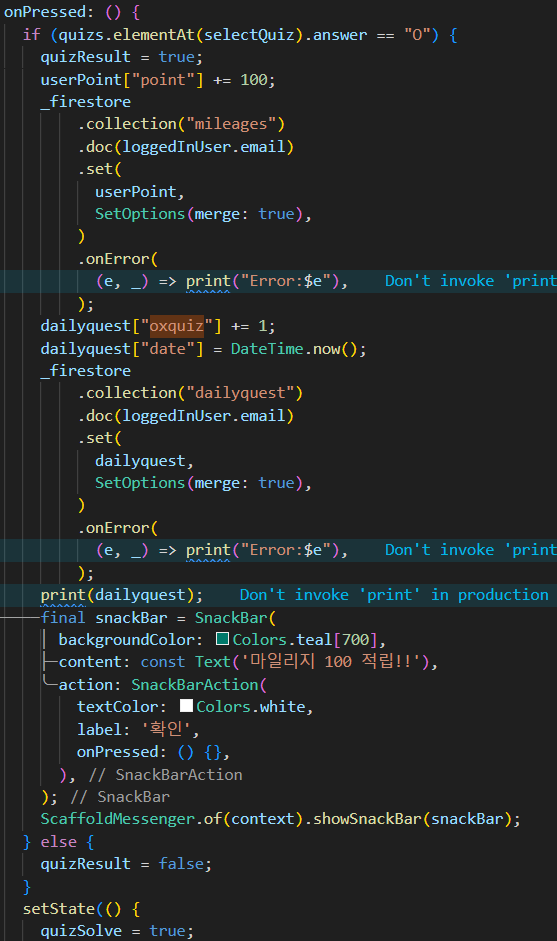 onPressed: () {
if (quizs.elementAt(selectQuiz).answer == "O") {
quizResult = true;
userPoint["point"] += 100;
_firestore
.collection("mileages")
.doc(loggedInUser.email)
.set(
userPoint,
SetOptions(merge: true),
)
.onError(
(e, _) => print("Error:$e"), Don't invoke 'print
);
dailyquest["oxquiz"] += 1;
dailyquest["date"] = DateTime.now();
_firestore
.collection("dailyquest")
.doc(loggedInUser.email)
.set(
dailyquest,
SetOptions(merge: true),
)
.onError(
(e, _) => print("Error:$e"), Don't invoke 'print
);
print(dailyquest); Don't invoke 'print' in production
final snackBar = SnackBar(
backgroundColor: Colors.teal[700],
content: const Text('마일리지 100 적립!!'),
action: SnackBarAction(
textColor: Colors.white,
label: '확인',
onPressed: () {},
), // SnackBarAction
); // SnackBar
ScaffoldMessenger.of(context).showSnackBar(snackBar);
} else {
quizResult = false;
}
setState(() {
quizSolve = true;